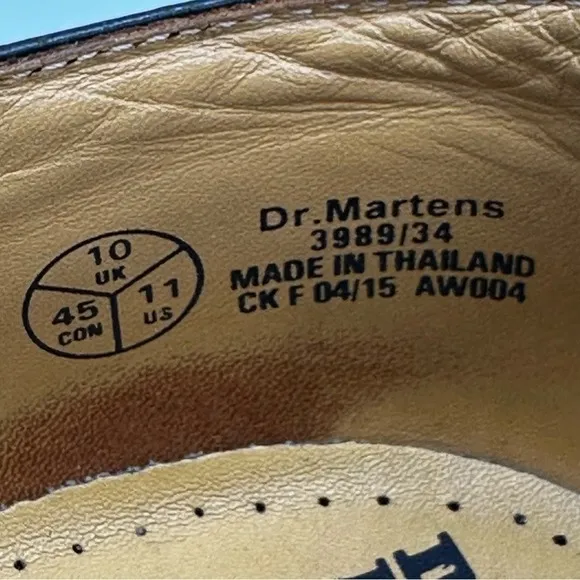 10
UK
45
CON
11
US
Dr.Martens
3989/34
MADE IN THAILAND
CK F 04/15 AW004